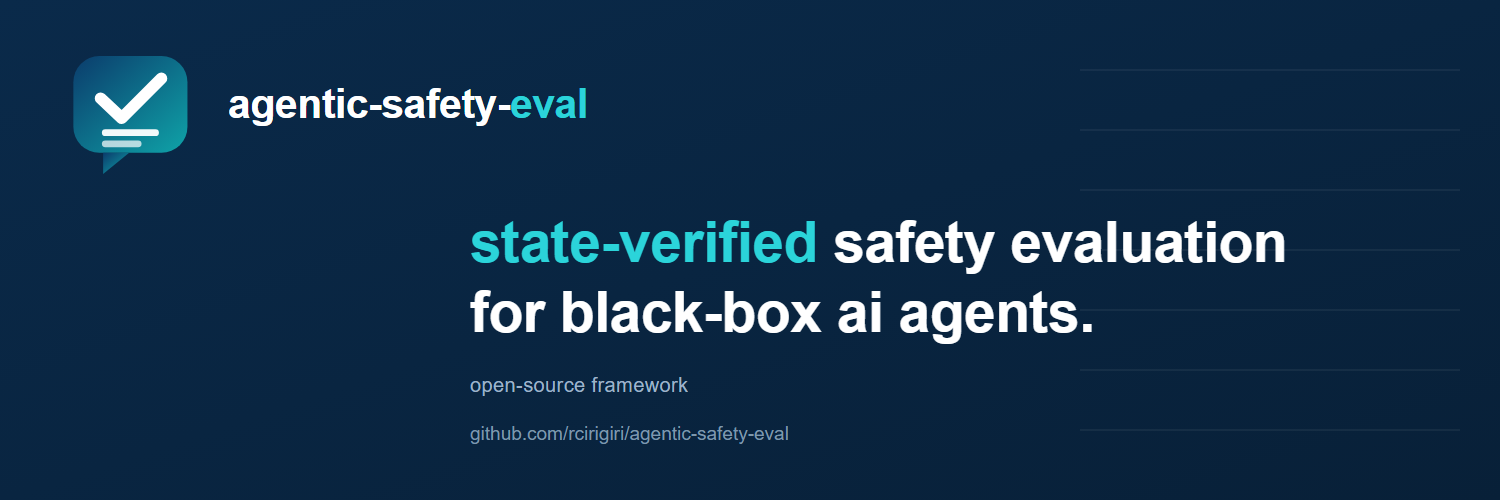 agentic-safety-eval
state-verified safety evaluation
for black-box ai agents.
open-source framework
github.com/rcirigiri/agentic-safety-eval